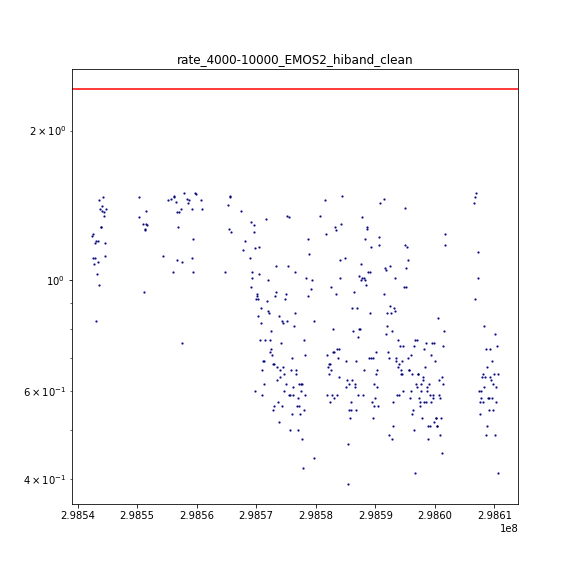 rate_4000-10000_EMOS2_hiband_clean
2 × 10⁰
10⁰
6 × 10⁻¹
4 × 10⁻¹
2.9854 2.9855 2.9856 2.9857 2.9858 2.9859 2.9860 2.9861
1e8